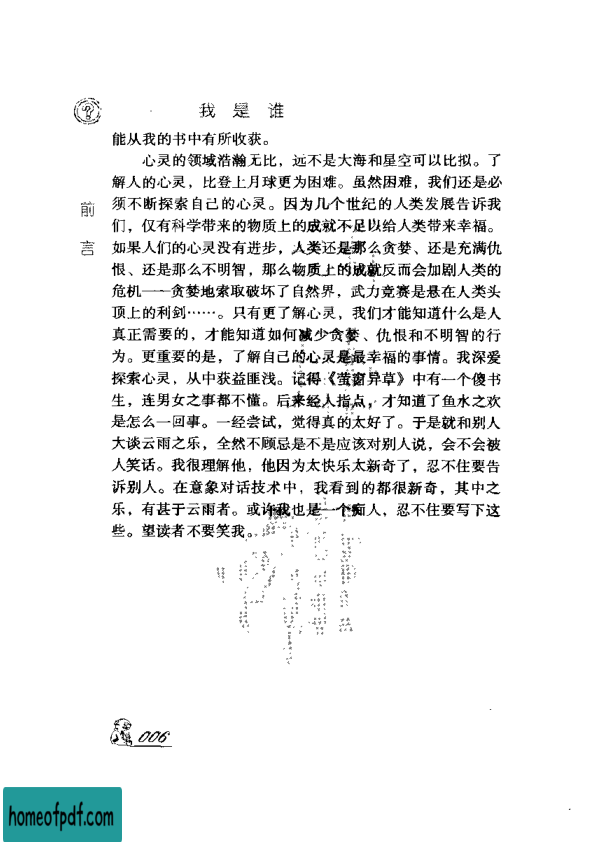 我是谁
能从我的书中有所收获。
心灵的领域浩瀚无比，远不是大海和星空可以比拟。了
解人的心灵，比登上月球更为困难。虽然困难，我们还是必
须不断探索自己的心灵。因为几个世纪的人类发展告诉我
们，仅有科学带来的物质上的成就不足以给人类带来幸福。
如果人们的心灵没有进步，人类还是那么贪婪、还是充满仇
恨、还是那么不明智，那么物质上的成就反而会加剧人类的
危机——贪婪地索取破坏了自然界，武力竞赛是悬在人类头
顶上的利剑……。只有更了解心灵，我们才能知道什么是人
真正需要的，才能知道如何减少贪婪、仇恨和不明智的行
为。更重要的是，了解自己的心灵是最幸福的事情。我深爱
探索心灵，从中获益匪浅。记得《萤窗异草》中有一个傻书
生，连男女之事都不懂。后来经人指点，才知道了鱼水之欢
是怎么一回事。一经尝试，觉得真的太好了。于是就和别人
大谈云雨之乐，全然不顾忌是不是应该对别人说，会不会被
人笑话。我很理解他，他因为太快乐太新奇了，忍不住要告
诉别人。在意象对话技术中，我看到的都很新奇，其中之
乐，有甚于云雨者。或许我也是一个痴人，忍不住要写下这
些。望读者不要笑我。
前言
006
homeofpdf.com